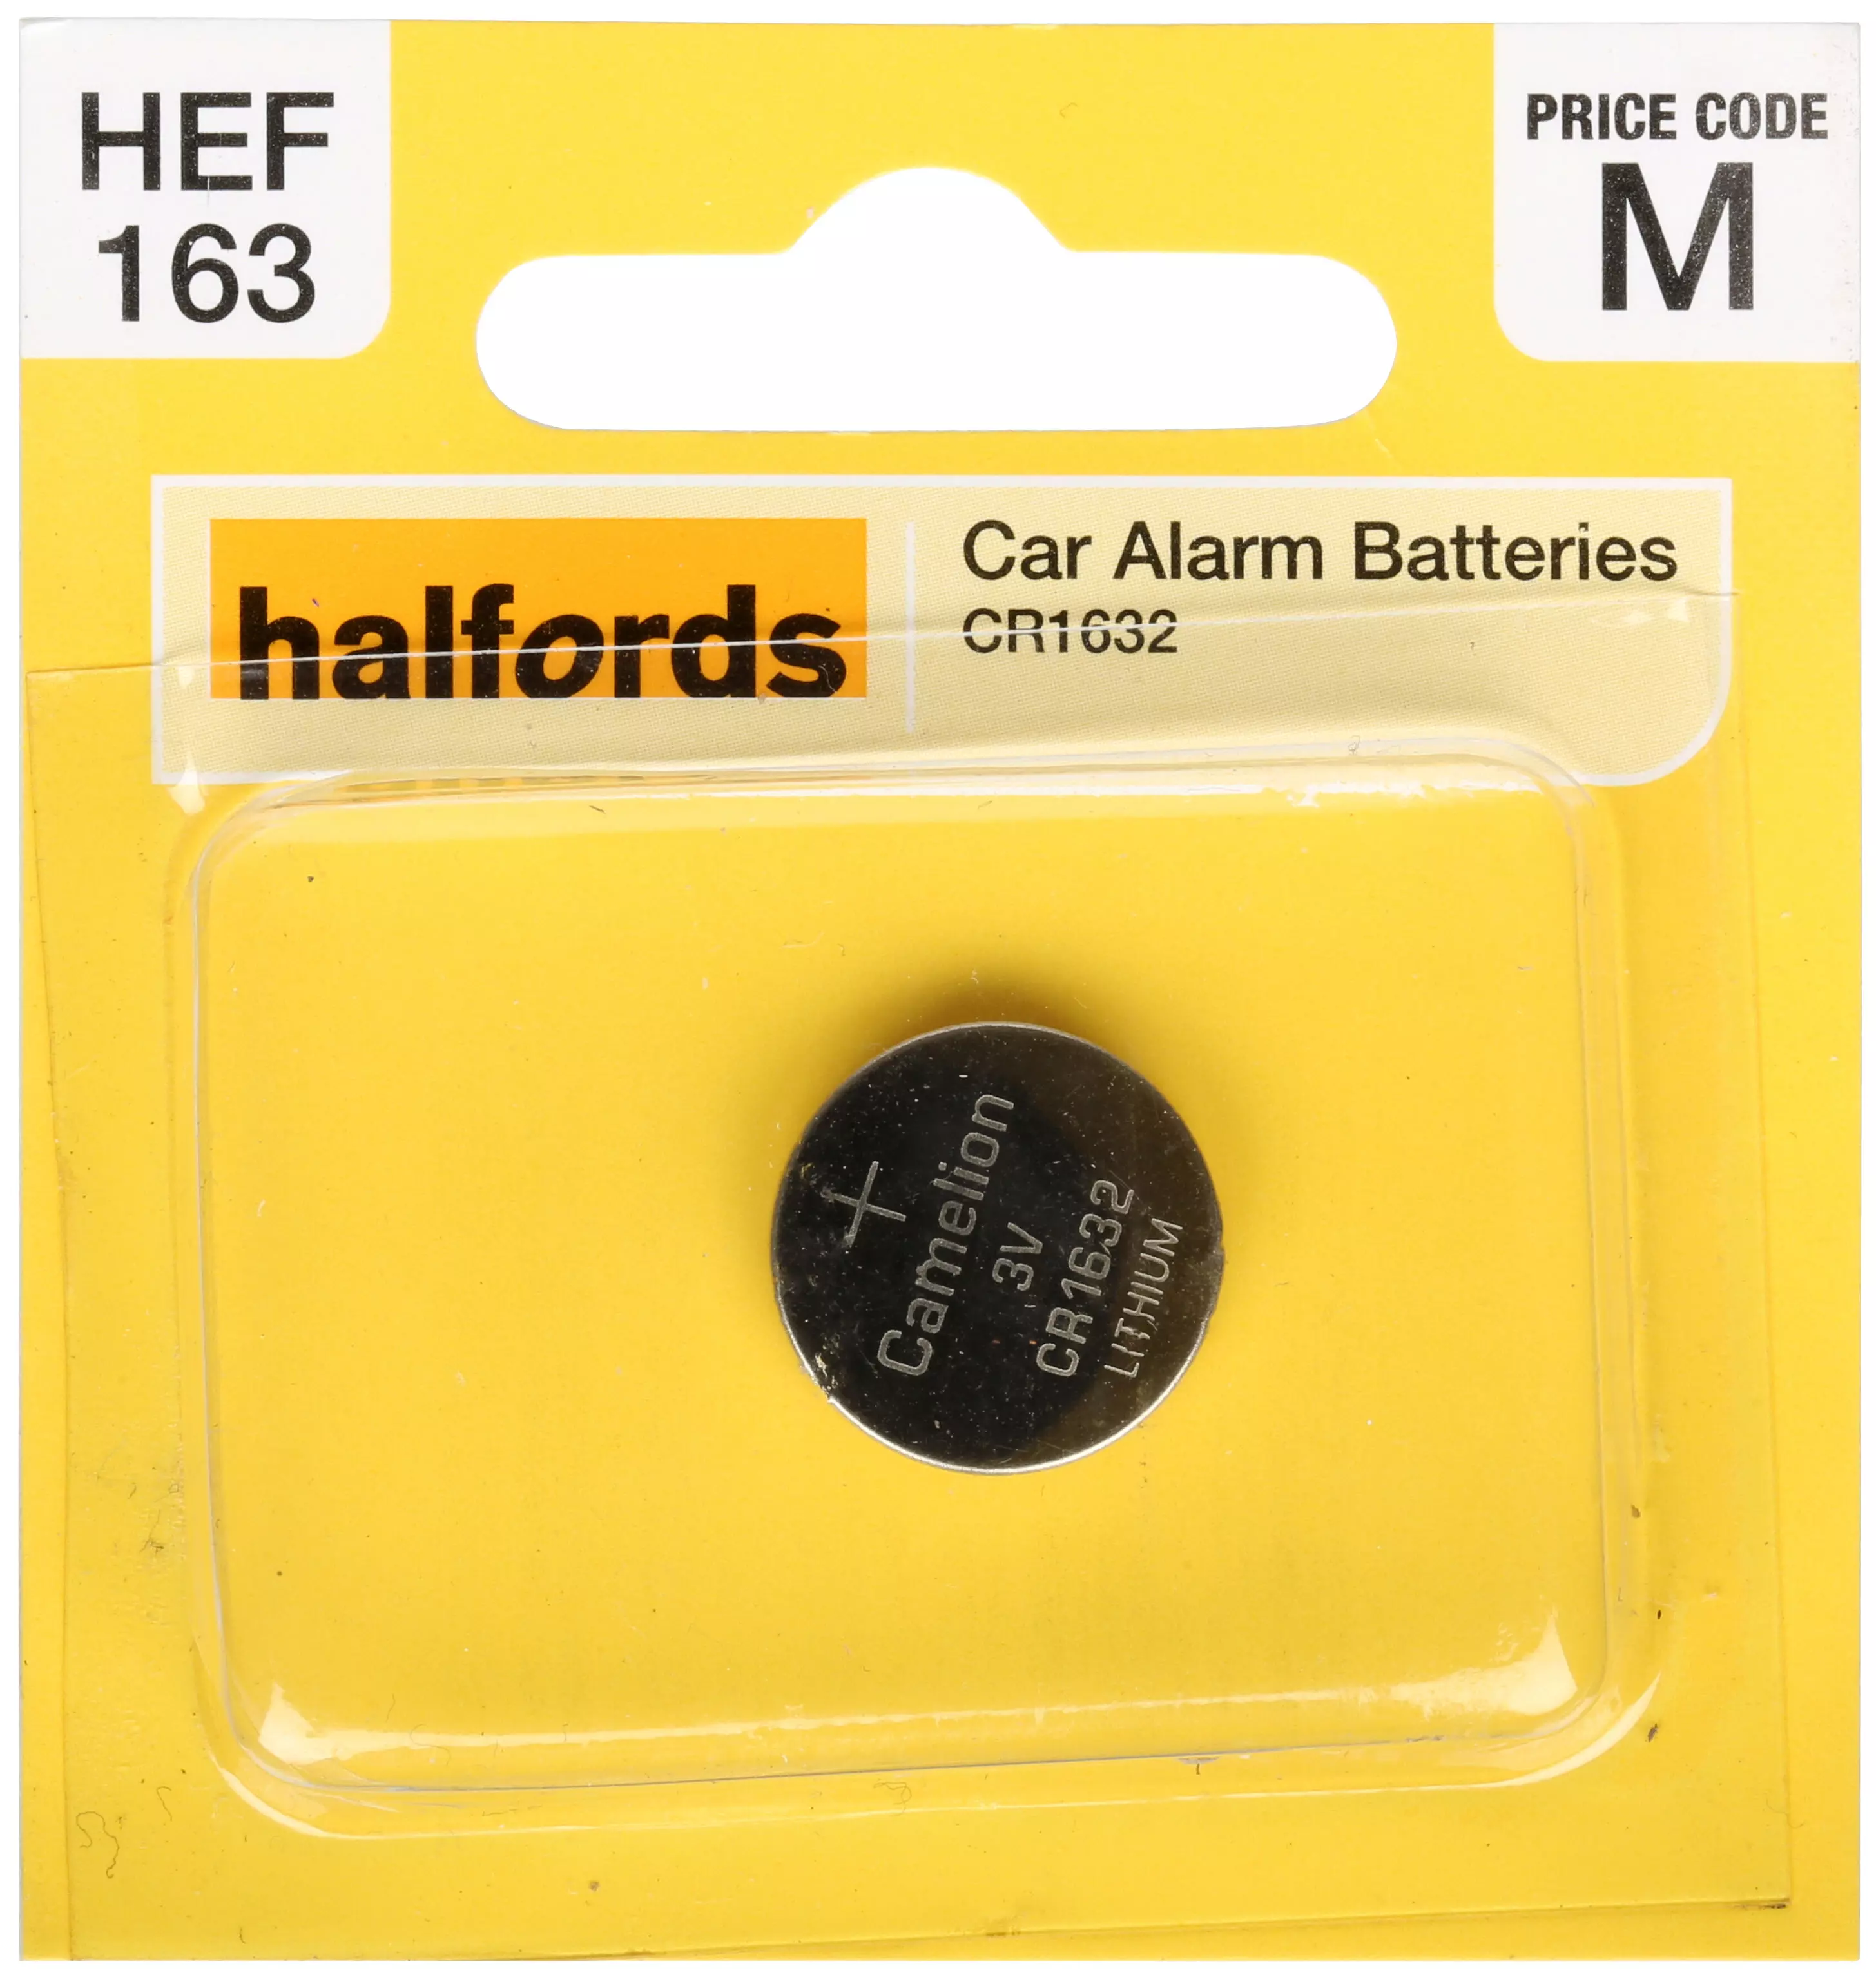 HEF
163
PRICE CODE
M
halfords
Car Alarm Batteries
CR1632
+
Camelion
3V
CR1632
LITHIUM